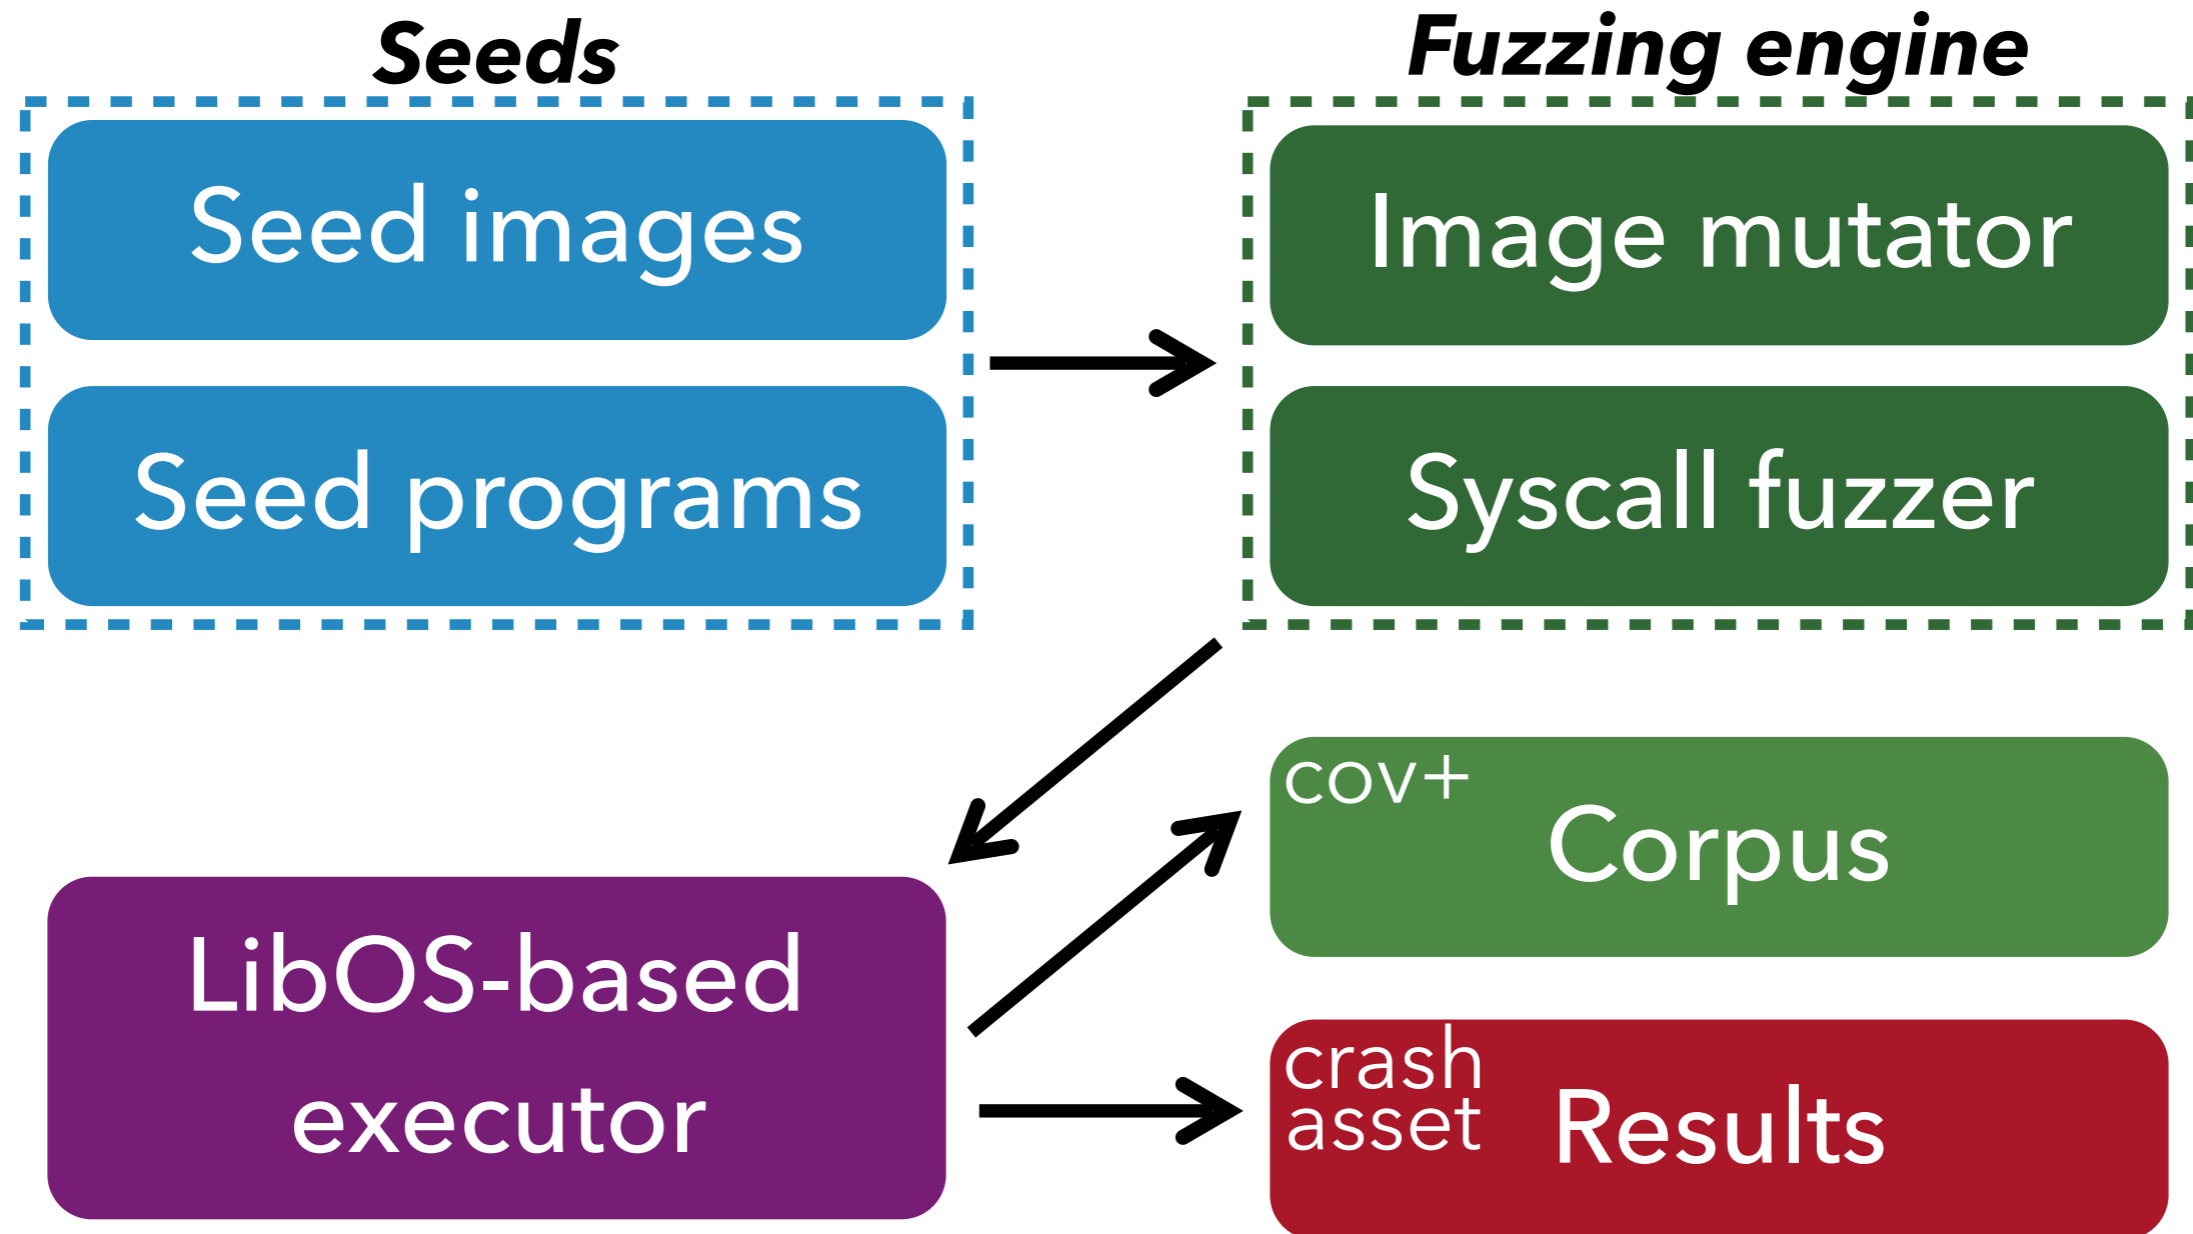 Seeds
Seed images
Seed programs
Fuzzing engine
Image mutator
Syscall fuzzer
LibOS-based
executor
cov+
Corpus
crash
asset
Results